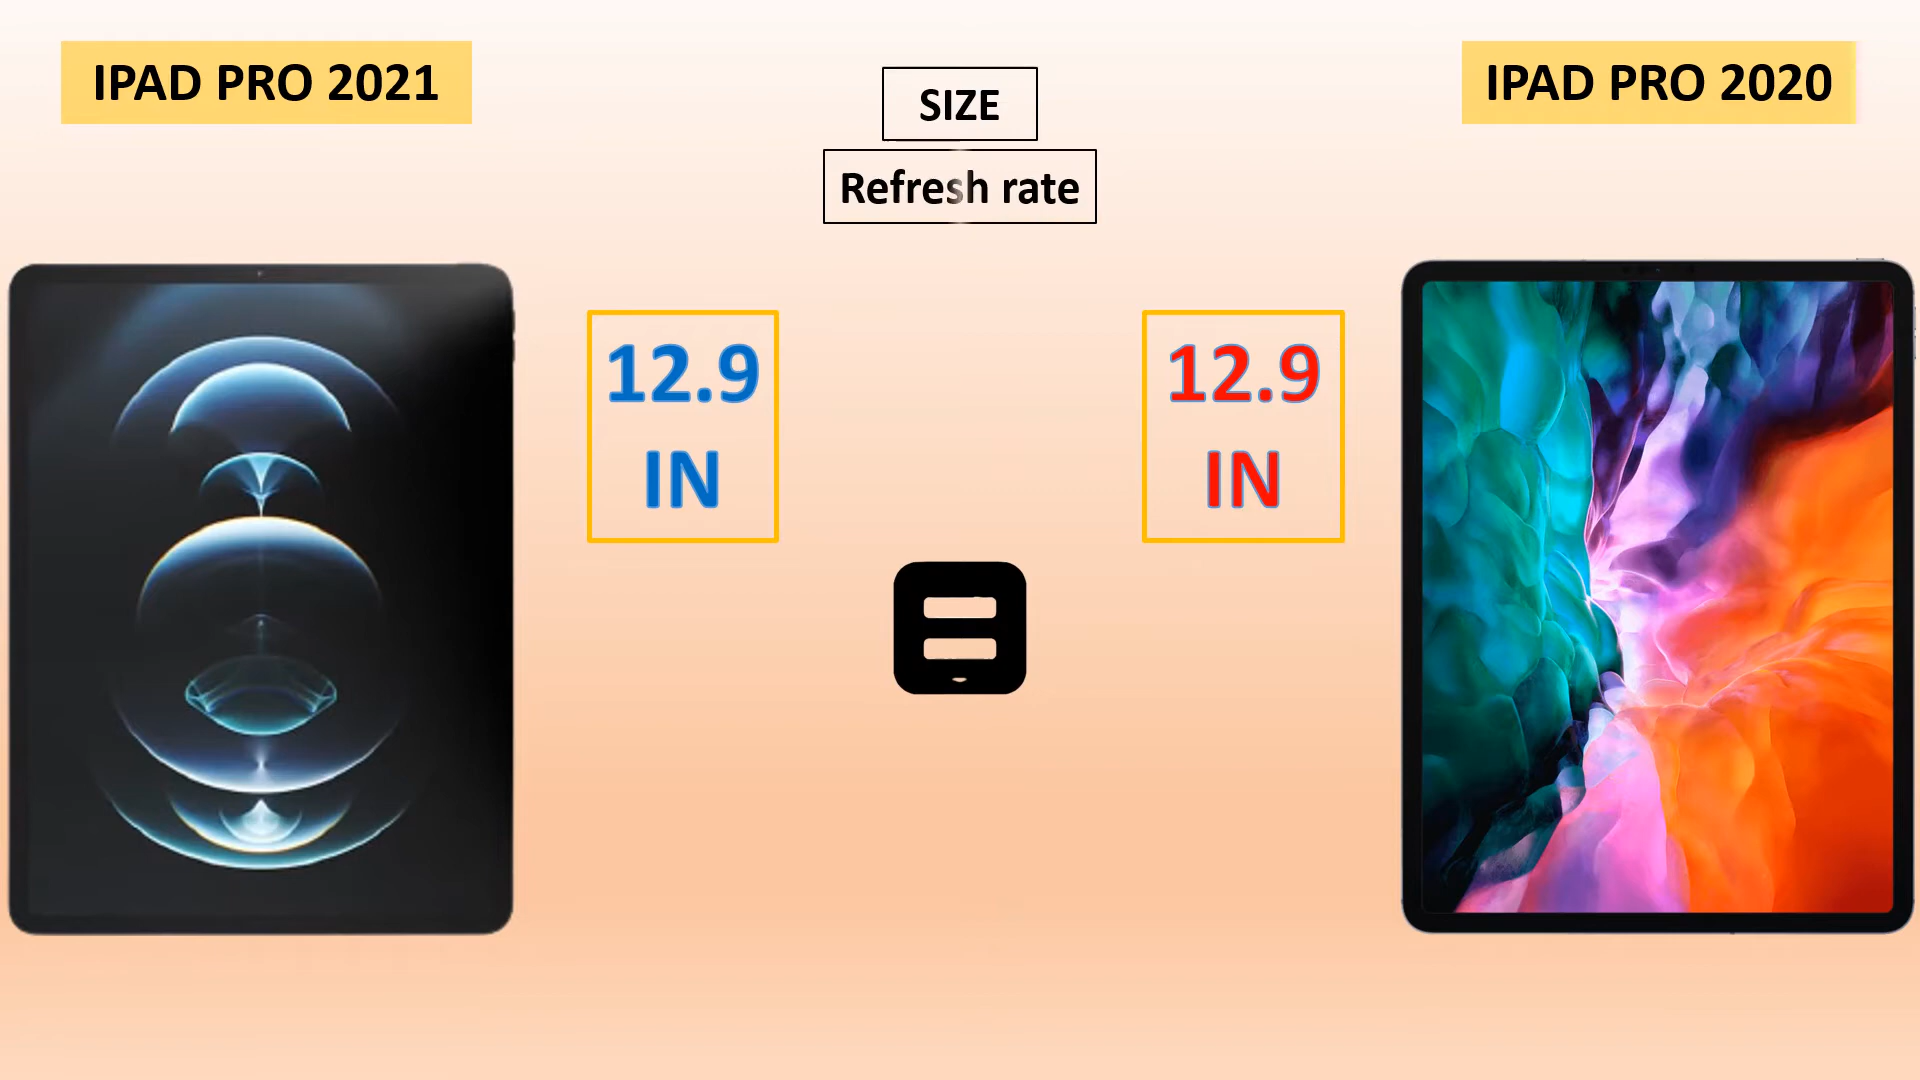 IPAD PRO 2021
SIZE
IPAD PRO 2020
Refresh rate
12.9
IN
12.9
IN